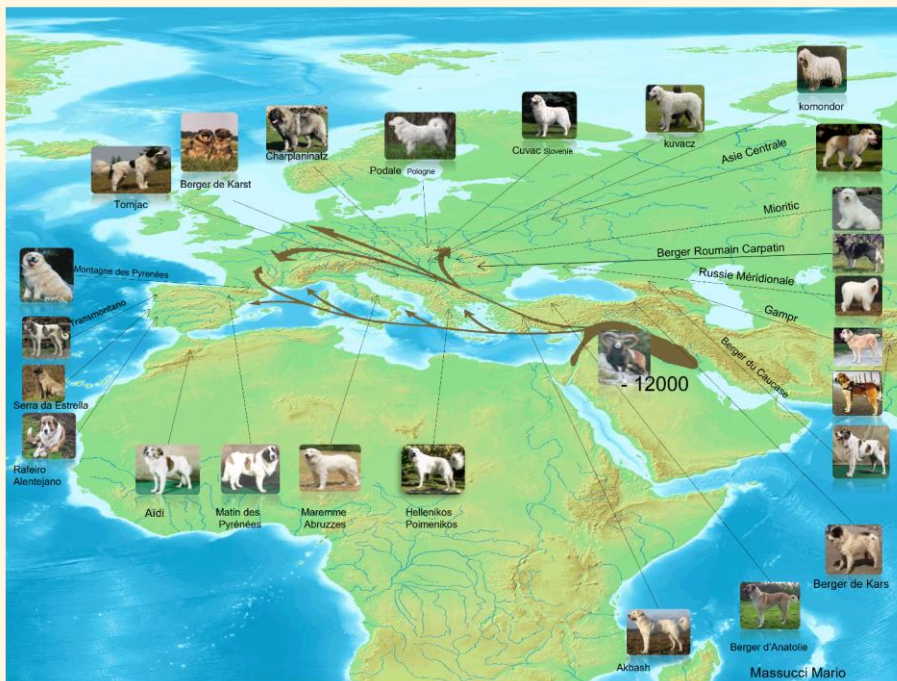 komondor
Cuvac Slovenie
kuvacz
Charplaninatz
Podale Pologne
Asie Centrale
Berger de Karst
Tornjac
Mioritic
Berger Roumain Carpatin
Montagne des Pyrenées
Russie Méridionale
Gampr
Transmontano
Berger du Caucase
- 12000
Serra da Estrella
Rafeiro
Alentejano
Aïdi
Matin des
Pyrénées
Maremme
Abruzzes
Hellenikos
Poimenikos
Berger de Kars
Berger d'Anatolie
Akbash
Massucci Mario